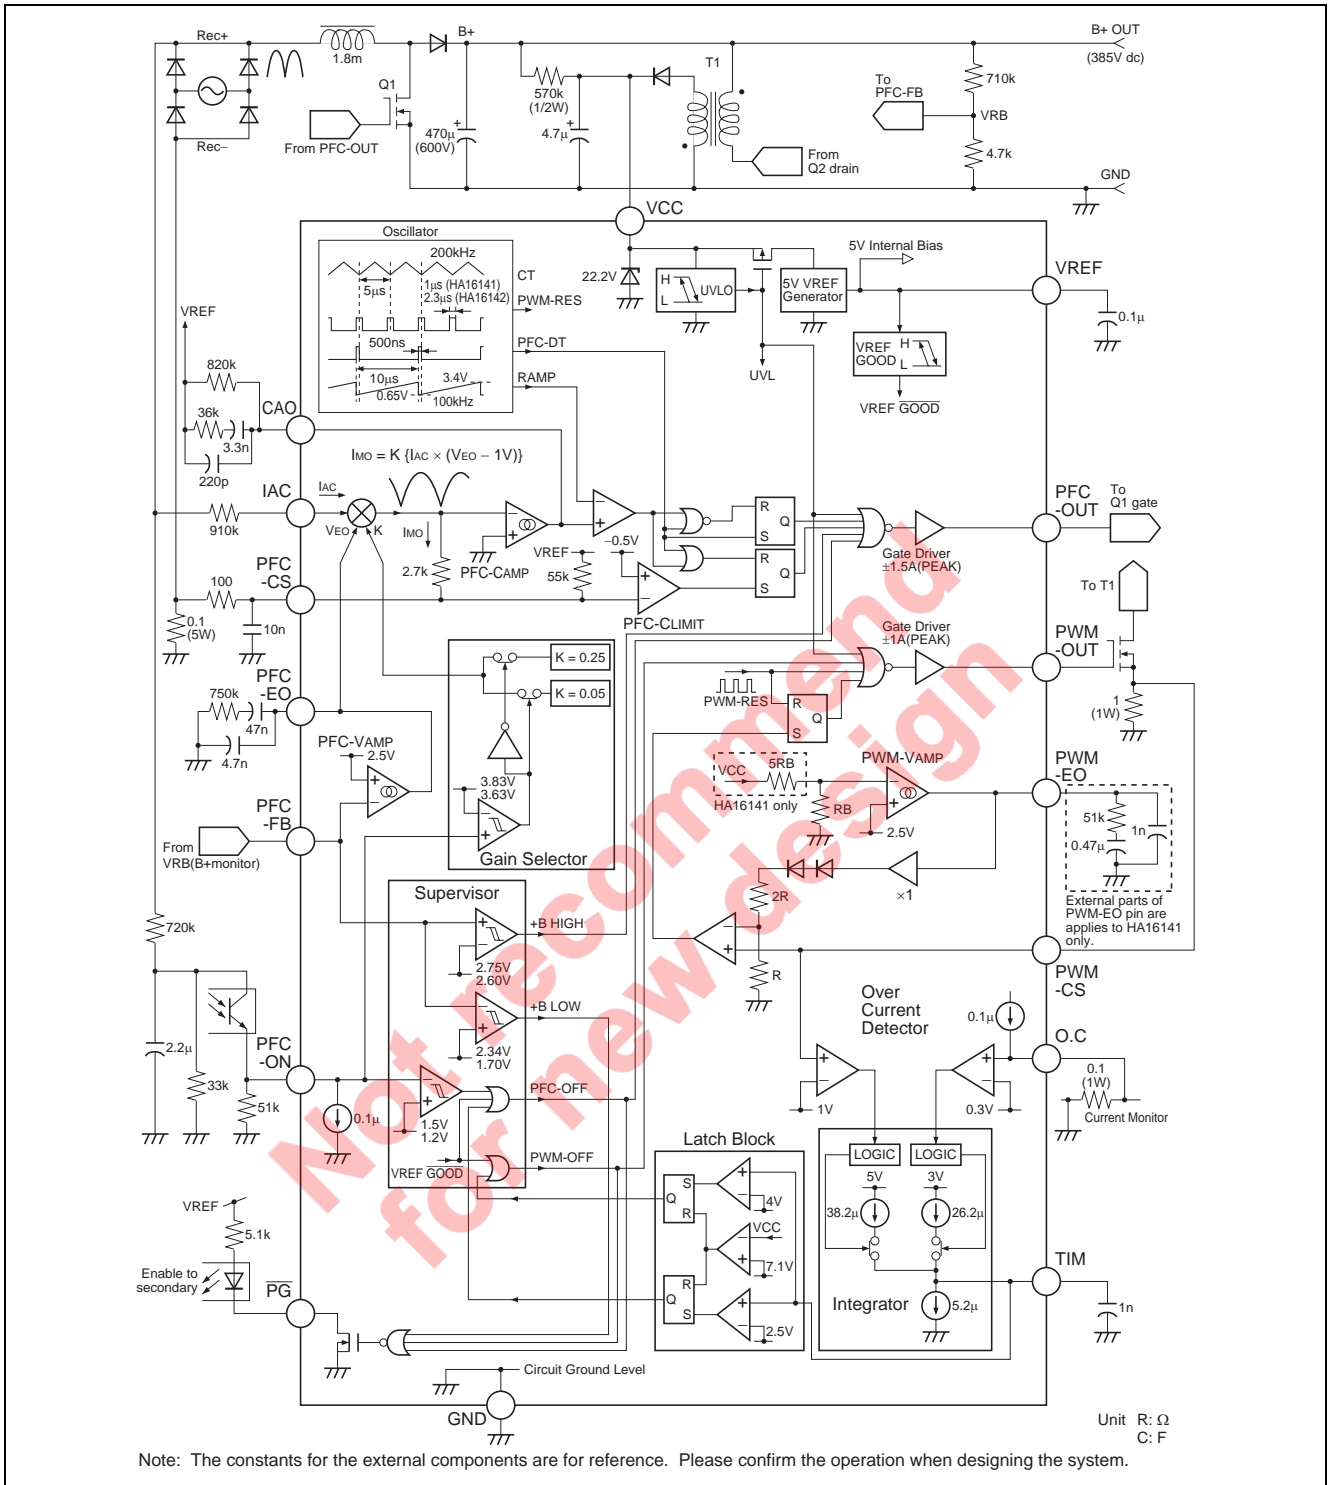 Rec+
B+
B+ OUT
(385V dc)
1.8m
T1
Q1
570k
(1/2W)
To
PFC-FB
710k
VRB
From PFC-OUT
470μ
(600V)
4.7μ
From
Q2 drain
4.7k
Rec−
GND
VCC
Oscillator
200kHz
5μs
1μs (HA16141)
2.3μs (HA16142)
CT
PWM-RES
500ns
PFC-DT
10μs
3.4V
RAMP
0.65V
100kHz
22.2V
H
L
UVLO
5V VREF
Generator
5V Internal Bias
VREF
0.1μ
VREF
GOOD
H
L
UVL
VREF GOOD
VREF
820k
36k
3.3n
220p
CAO
IMO = K {IAC × (VEO − 1V)}
IAC
IAC
910k
VEO
K
IMO
PFC-CAMP
2.7k
VREF
55k
−0.5V
R
Q
S
R
Q
S
PFC
-OUT
To
Q1 gate
Gate Driver
±1.5A(PEAK)
PFC
-CS
100
0.1
(5W)
10n
PFC-CLIMIT
To T1
Gate Driver
±1A(PEAK)
PWM
-OUT
K = 0.25
K = 0.05
PWM-RES
R
Q
S
1
(1W)
PFC
-EO
750k
47n
4.7n
PFC-VAMP
2.5V
3.83V
3.63V
Gain Selector
VCC
5RB
HA16141 only
RB
PWM-VAMP
2.5V
PWM
-EO
51k
1n
0.47μ
External parts of
PWM-EO pin are
applies to HA16141
only.
PFC
-FB
From
VRB(B+monitor)
×1
2R
R
Supervisor
+B HIGH
2.75V
2.60V
+B LOW
2.34V
1.70V
720k
PWM
-CS
Over
Current
Detector
0.1μ
O.C
2.2μ
33k
PFC
-ON
51k
0.1μ
1.5V
1.2V
PFC-OFF
VREF GOOD
PWM-OFF
1V
0.3V
0.1
(1W)
Current Monitor
Latch Block
S
Q
R
4V
VCC
7.1V
R
Q
S
2.5V
LOGIC
LOGIC
5V
3V
38.2μ
26.2μ
Integrator
5.2μ
TIM
1n
VREF
5.1k
Enable to
secondary
PG
Circuit Ground Level
GND
Unit R: Ω
C: F
Note: The constants for the external components are for reference. Please confirm the operation when designing the system.
Not recommend
for new design